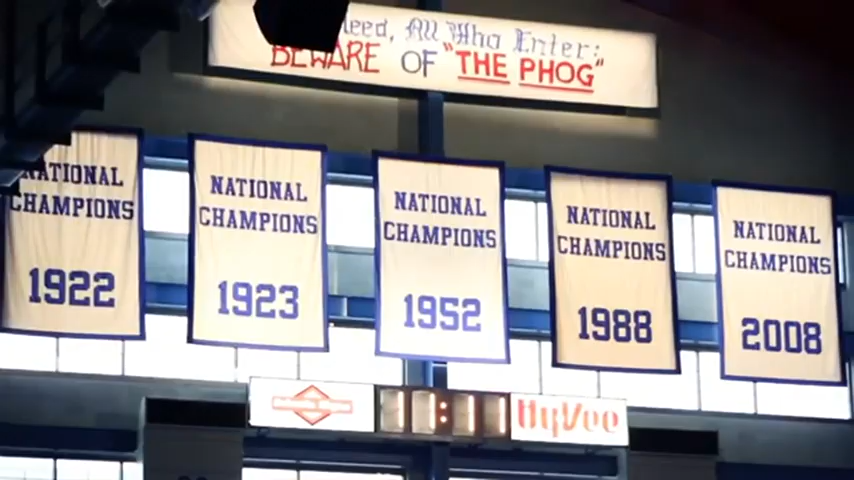 Heed, All Who Enter:
BEWARE OF "THE PHOG"
NATIONAL
CHAMPIONS
1922
NATIONAL
CHAMPIONS
1923
NATIONAL
CHAMPIONS
1952
NATIONAL
CHAMPIONS
1988
NATIONAL
CHAMPIONS
2008
HyVee